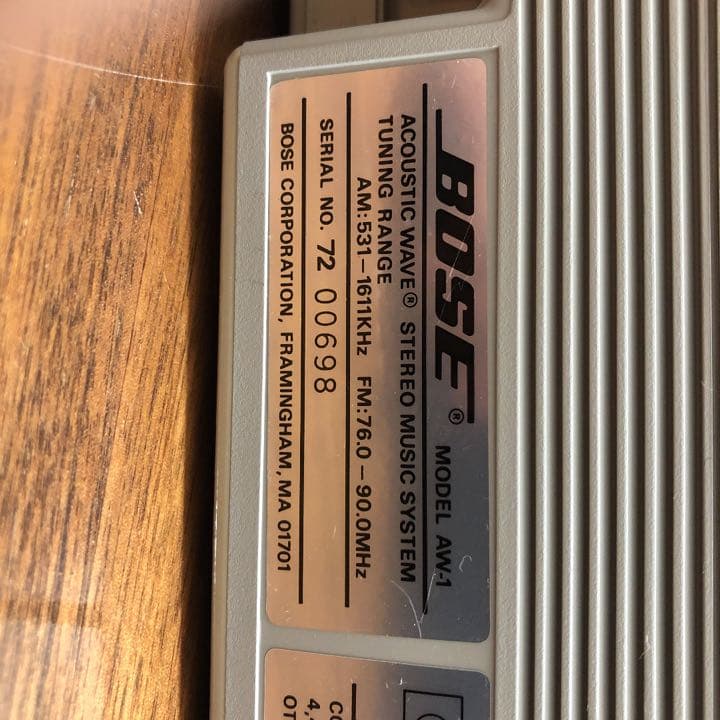 BOSE® MODEL AW-1
ACOUSTIC WAVE® STEREO MUSIC SYSTEM
TUNING RANGE
AM:531-1611KHz FM:76.0-90.0MHz
SERIAL NO. 72 00698
BOSE CORPORATION, FRAMINGHAM, MA 01701